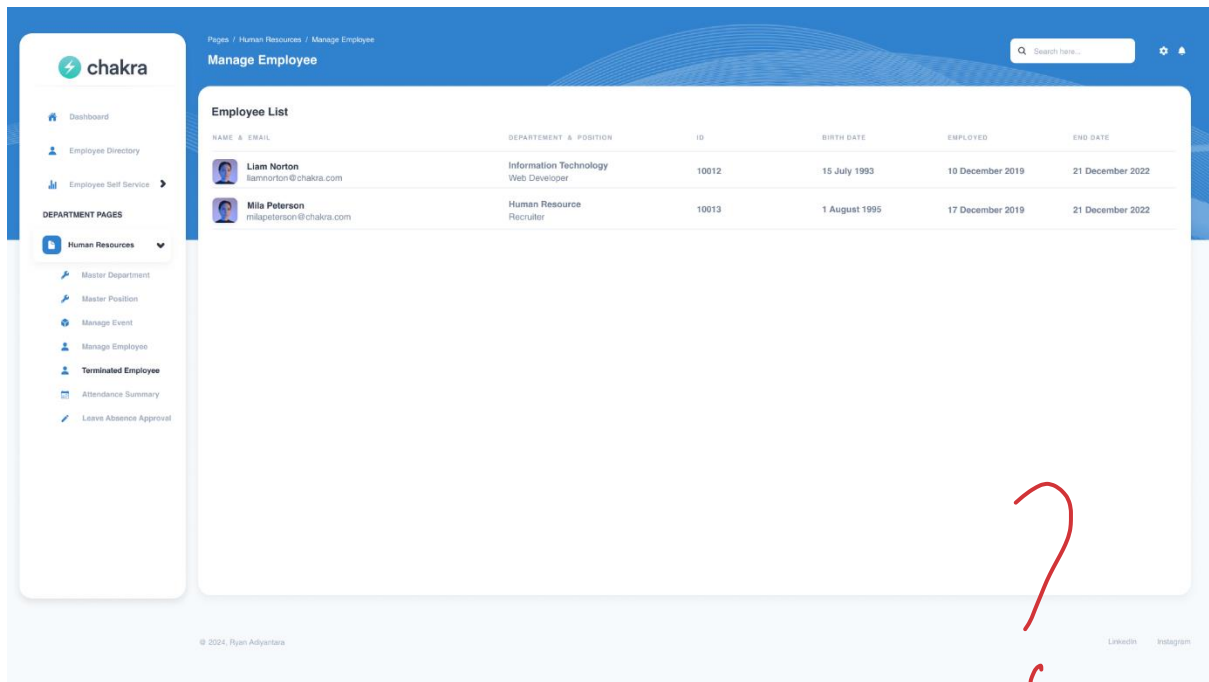 chakra
Dashboard
Employee Directory
Employee Self Service
DEPARTMENT PAGES
Human Resources
Master Department
Master Position
Manage Event
Manage Employee
Terminated Employee
Attendance Summary
Leave Absence Approval
Pages / Human Resources / Manage Employee
Manage Employee
Search here...
Employee List
NAME & EMAIL DEPARTEMENT & POSITION ID BIRTH DATE EMPLOYED END DATE
Liam Norton Information Technology 10012 15 July 1993 10 December 2019 21 December 2022
liamnorton@chakra.com Web Developer
Mila Peterson Human Resource 10013 1 August 1995 17 December 2019 21 December 2022
milapeterson@chakra.com Recruiter
?
© 2024, Ryan Adyantara LinkedIn Instagram